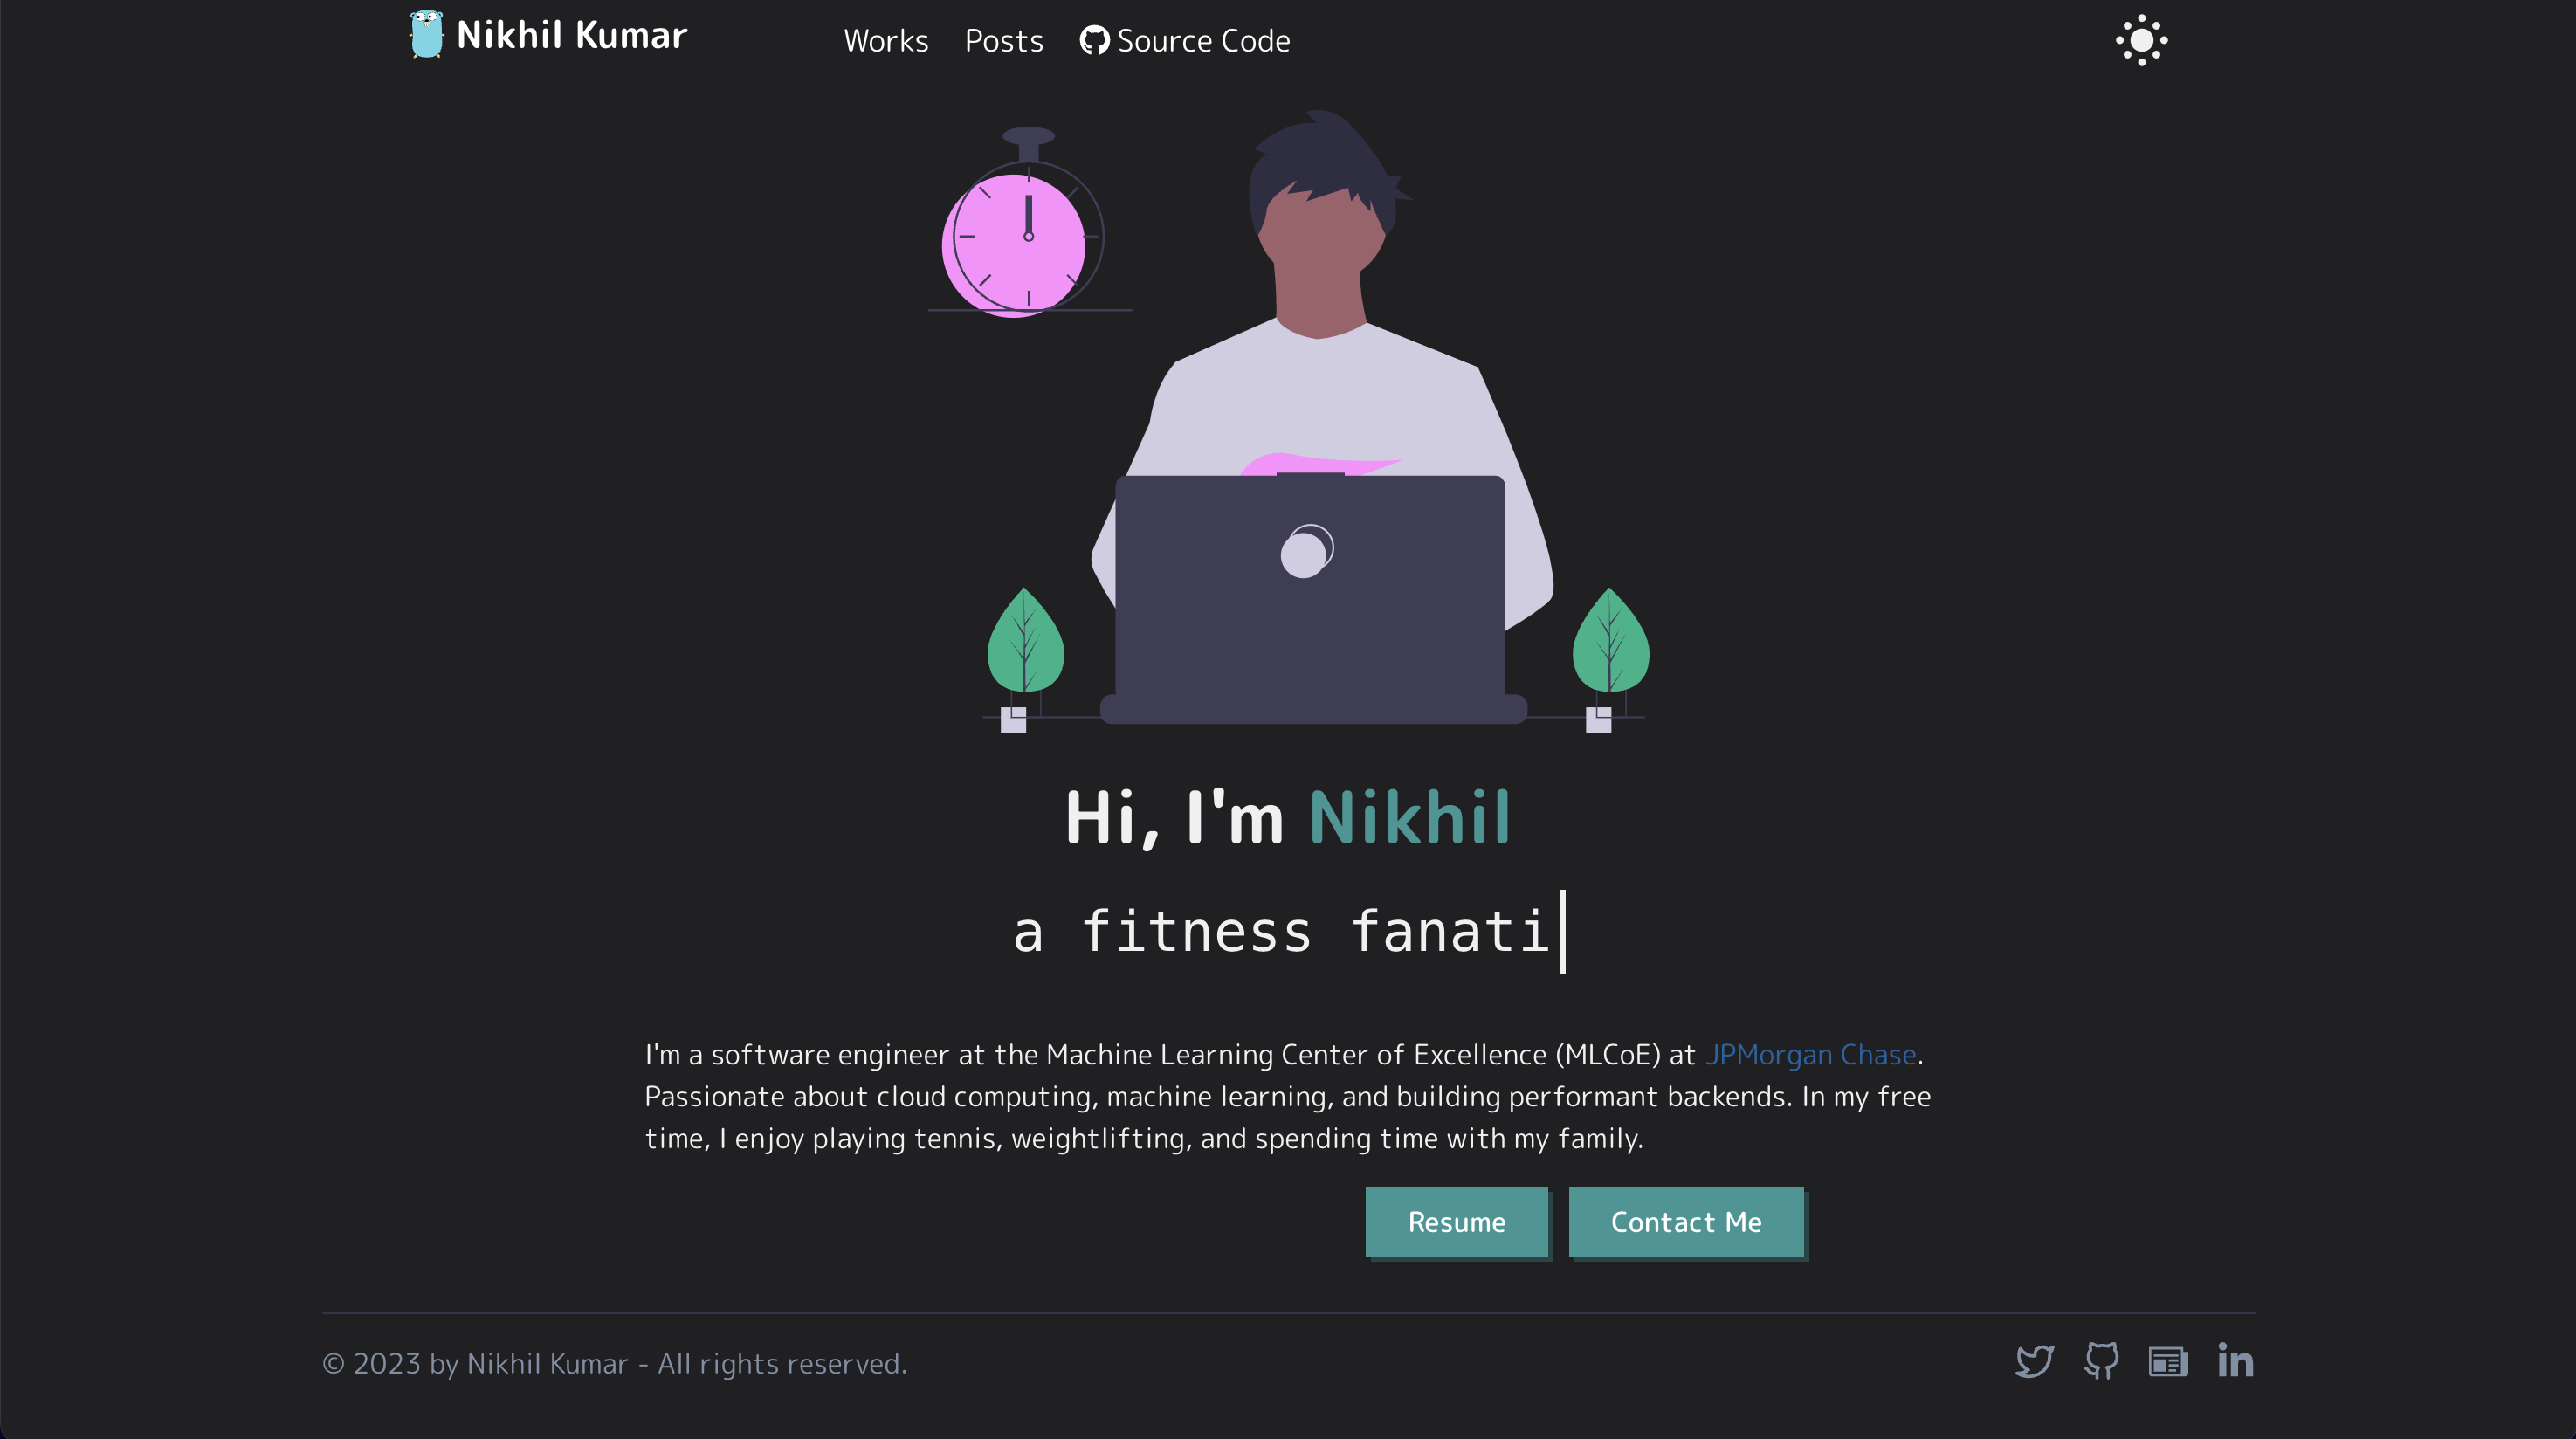 Nikhil Kumar
Works
Posts
Source Code
Hi, I'm Nikhil
a fitness fanati
I'm a software engineer at the Machine Learning Center of Excellence (MLCoE) at JPMorgan Chase.
Passionate about cloud computing, machine learning, and building performant backends. In my free
time, I enjoy playing tennis, weightlifting, and spending time with my family.
Resume
Contact Me
© 2023 by Nikhil Kumar - All rights reserved.